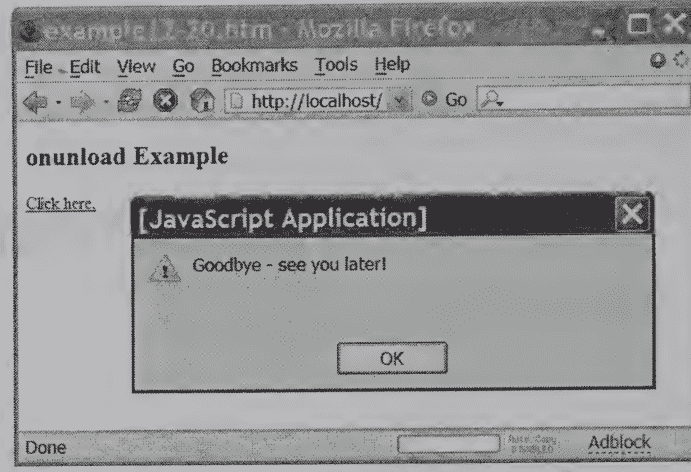 example12-20.htm - Mozilla Firefox
File Edit View Go Bookmarks Tools Help
http://localhost/ Go
onunload Example
Click here.
[JavaScript Application]
Goodbye - see you later!
OK
Done
Adblock